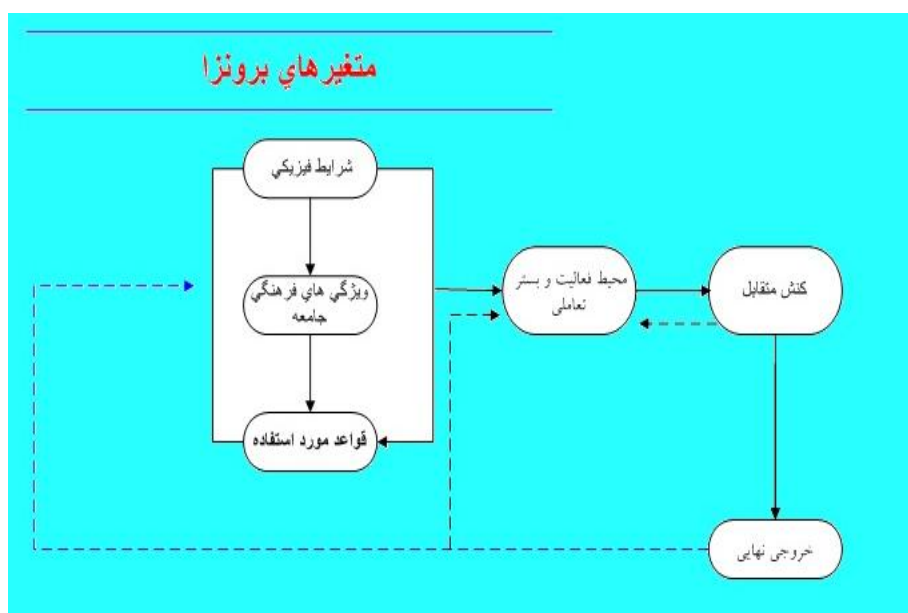 متغيرهاي برونزا
شرايط فيزيكي
ويژگي هاي فرهنگي
جامعه
قواعد مورد استفاده
محيط فعاليت و بستر
تعاملي
كنش متقابل
خروجي نهايي